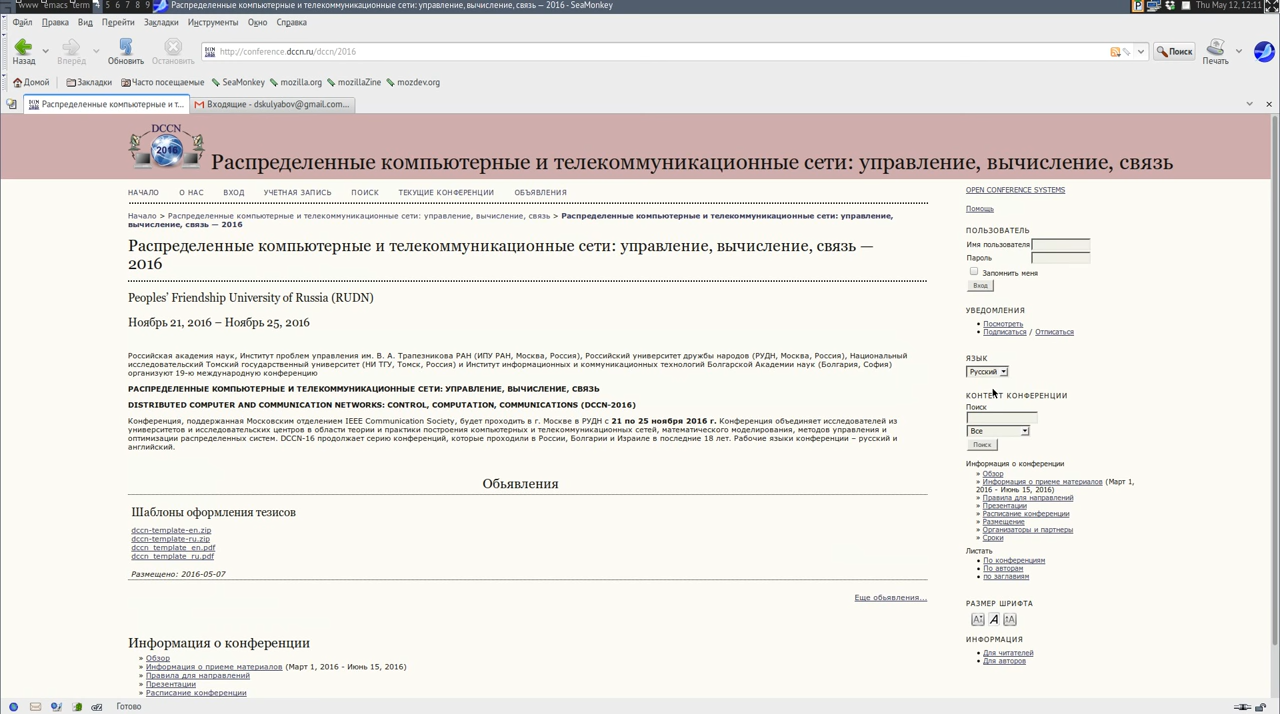 www emacs term 4 5 6 7 8 9 Распределенные компьютерные и телекоммуникационные сети: управление, вычисление, связь — 2016 - SeaMonkey Thu May 12, 12:11
Файл Правка Вид Перейти Закладки Инструменты Окно Справка
http://conference.dccn.ru/dccn/2016 Поиск
Назад Вперёд Обновить Остановить Печать
Домой Закладки Часто посещаемые SeaMonkey mozilla.org mozillaZine mozdev.org
Распределенные компьютерные и т... Входящие - dskulyabov@gmail.com...
DCCN
2016
Распределенные компьютерные и телекоммуникационные сети: управление, вычисление, связь
НАЧАЛО О НАС ВХОД УЧЕТНАЯ ЗАПИСЬ ПОИСК ТЕКУЩИЕ КОНФЕРЕНЦИИ ОБЪЯВЛЕНИЯ
Начало > Распределенные компьютерные и телекоммуникационные сети: управление, вычисление, связь > Распределенные компьютерные и телекоммуникационные сети: управление,
вычисление, связь — 2016
Распределенные компьютерные и телекоммуникационные сети: управление, вычисление, связь —
2016
Peoples' Friendship University of Russia (RUDN)
Ноябрь 21, 2016 – Ноябрь 25, 2016
Российская академия наук, Институт проблем управления им. В. А. Трапезникова РАН (ИПУ РАН, Москва, Россия), Российский университет дружбы народов (РУДН, Москва, Россия), Национальный
исследовательский Томский государственный университет (НИ ТГУ, Томск, Россия) и Институт информационных и коммуникационных технологий Болгарской Академии наук (Болгария, София)
организуют 19-ю международную конференцию
РАСПРЕДЕЛЕННЫЕ КОМПЬЮТЕРНЫЕ И ТЕЛЕКОММУНИКАЦИОННЫЕ СЕТИ: УПРАВЛЕНИЕ, ВЫЧИСЛЕНИЕ, СВЯЗЬ
DISTRIBUTED COMPUTER AND COMMUNICATION NETWORKS: CONTROL, COMPUTATION, COMMUNICATIONS (DCCN-2016)
Конференция, поддержанная Московским отделением IEEE Communication Society, будет проходить в г. Москве в РУДН с 21 по 25 ноября 2016 г. Конференция объединяет исследователей из
университетов и исследовательских центров в области теории и практики построения компьютерных и телекоммуникационных сетей, математического моделирования, методов управления и
оптимизации распределенных систем. DCCN-16 продолжает серию конференций, которые проходили в России, Болгарии и Израиле в последние 18 лет. Рабочие языки конференции – русский и
английский.
Обьявления
Шаблоны оформления тезисов
dccn-template-en.zip
dccn-template-ru.zip
dccn_template_en.pdf
dccn_template_ru.pdf
Размещено: 2016-05-07
Еще обьявления...
Информация о конференции
» Обзор
» Информация о приеме материалов (Март 1, 2016 - Июнь 15, 2016)
» Правила для направлений
» Презентации
» Расписание конференции
OPEN CONFERENCE SYSTEMS
Помощь
ПОЛЬЗОВАТЕЛЬ
Имя пользователя
Пароль
Запомнить меня
Вход
УВЕДОМЛЕНИЯ
• Посмотреть
• Подписаться / Отписаться
ЯЗЫК
Русский
КОНТЕКТ КОНФЕРЕНЦИИ
Поиск
Все
Поиск
Информация о конференции
» Обзор
» Информация о приеме материалов (Март 1,
2016 - Июнь 15, 2016)
» Правила для направлений
» Презентации
» Расписание конференции
» Размещение
» Организаторы и партнеры
» Сроки
Листать
• По конференциям
• По авторам
• по заглавиям
РАЗМЕР ШРИФТА
A A A
ИНФОРМАЦИЯ
• Для читателей
• Для авторов
Готово